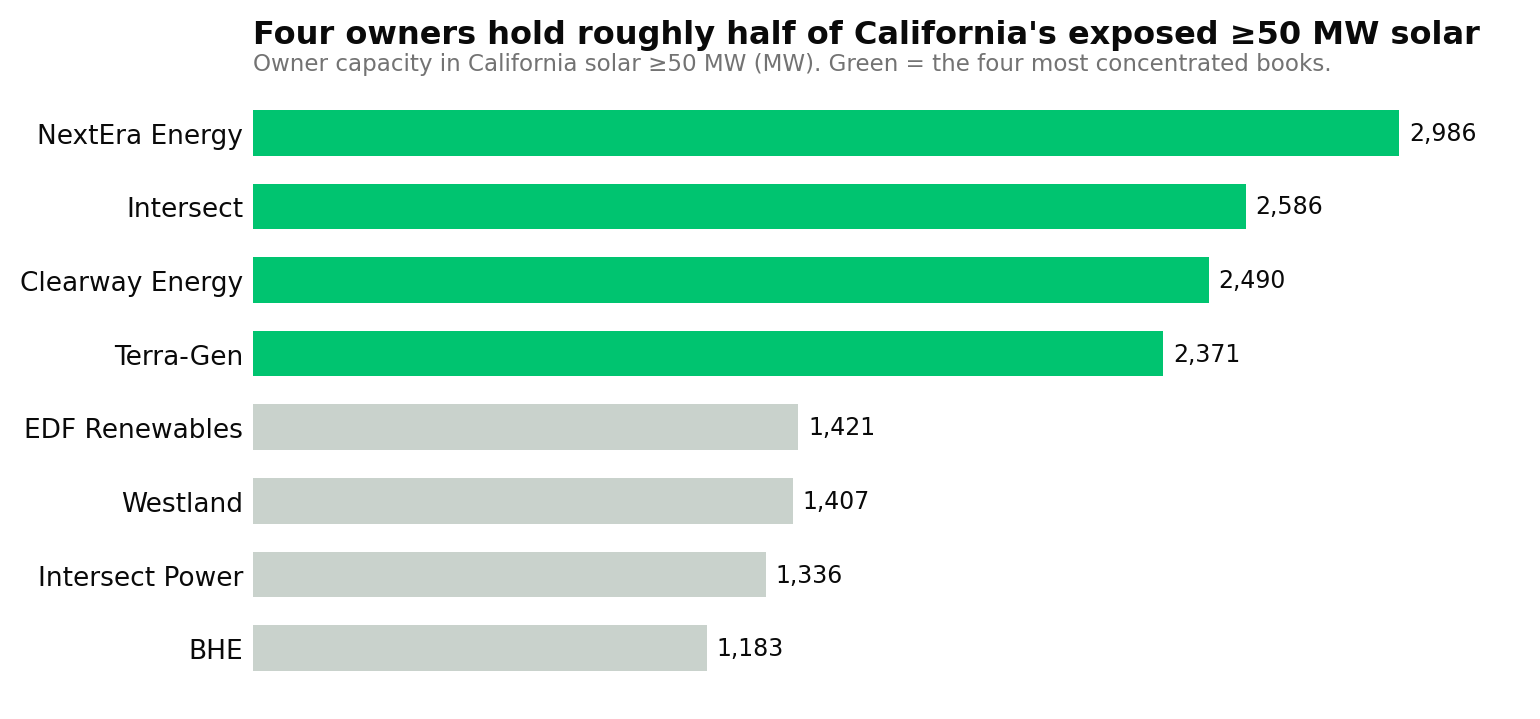 Four owners hold roughly half of California's exposed ≥50 MW solar
Owner capacity in California solar ≥50 MW (MW). Green = the four most concentrated books.
NextEra Energy 2,986
Intersect 2,586
Clearway Energy 2,490
Terra-Gen 2,371
EDF Renewables 1,421
Westland 1,407
Intersect Power 1,336
BHE 1,183